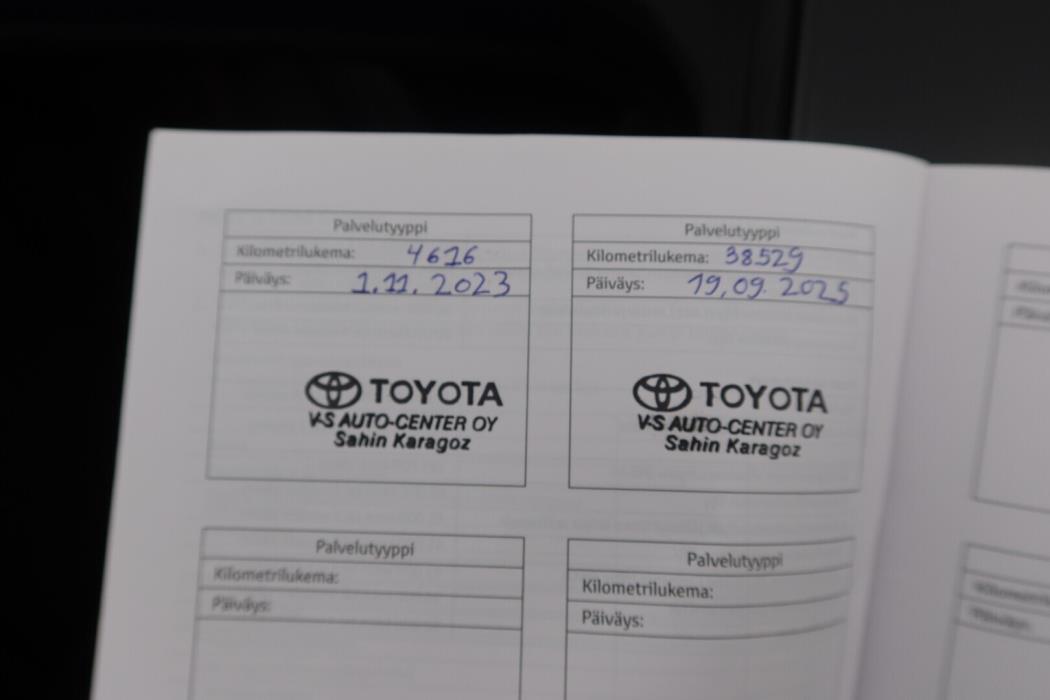 Palvelutyyppi
Kilometrilukema: 4616
Päiväys: 1.11.2023
TOYOTA
V-S AUTO-CENTER OY
Sahin Karagoz
Palvelutyyppi
Kilometrilukema: 38529
Päiväys: 19,09.2025
TOYOTA
V-S AUTO-CENTER OY
Sahin Karagoz
Palvelutyyppi
Kilometrilukema:
Päiväys:
Palvelutyyppi
Kilometrilukema:
Päiväys: